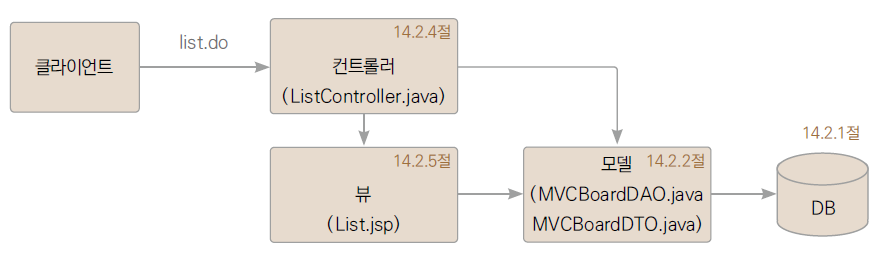 클라이언트
list.do
14.2.4절
컨트롤러
(ListController.java)
14.2.5절
뷰
(List.jsp)
모델 14.2.2절
(MVCBoardDAO.java
MVCBoardDTO.java)
14.2.1절
DB